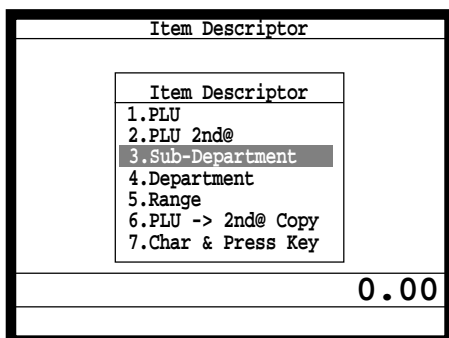 Item Descriptor
Item Descriptor
1.PLU
2.PLU 2nd@
3.Sub-Department
4.Department
5.Range
6.PLU -> 2nd@ Copy
7.Char & Press Key
0.00